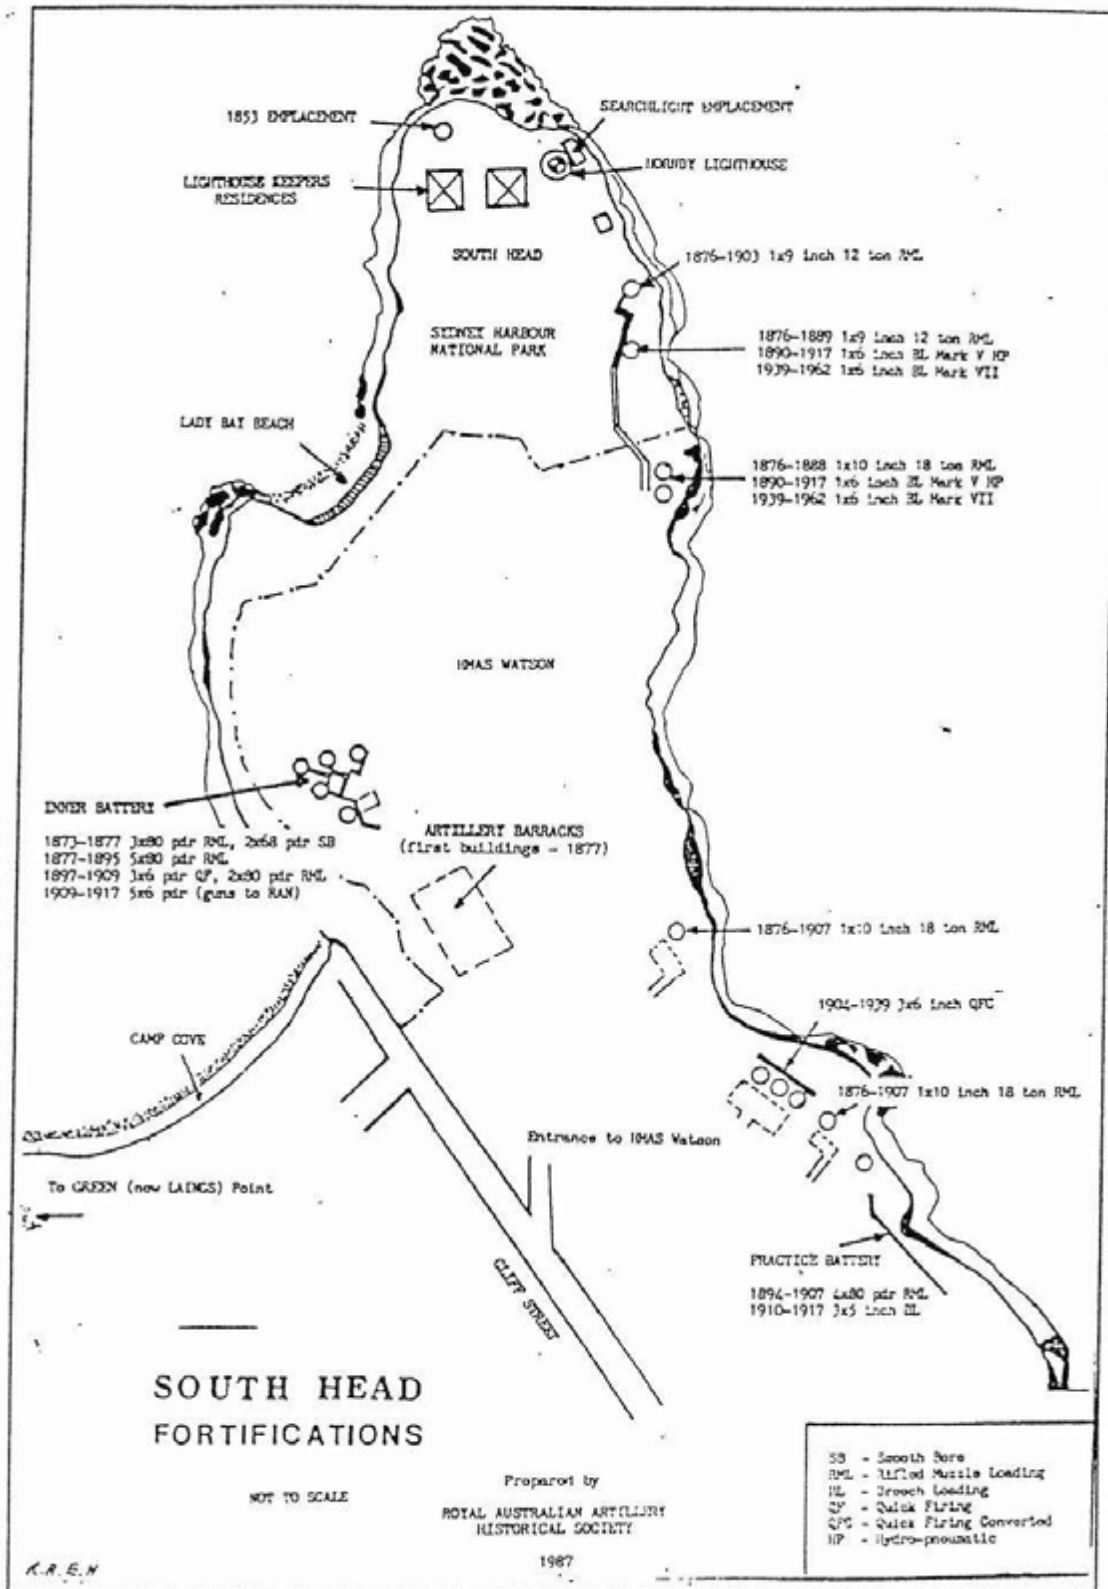 1853 EMPLACEMENT
SEARCHLIGHT EMPLACEMENT
HORNBY LIGHTHOUSE
LIGHTHOUSE KEEPERS
RESIDENCES
SOUTH HEAD
1876-1903 1x9 inch 12 ton RML
SYDNEY HARBOUR
NATIONAL PARK
1876-1889 1x9 inch 12 ton RML
1890-1917 1x6 inch BL Mark V HP
1939-1962 1x6 inch BL Mark VII
LADY BAY BEACH
1876-1888 1x10 inch 18 ton RML
1890-1917 1x6 inch BL Mark V HP
1939-1962 1x6 inch BL Mark VII
HMAS WATSON
INNER BATTERY
1873-1877 3x80 pdr RML, 2x68 pdr SB
1877-1895 5x80 pdr RML
1897-1909 3x6 pdr QF, 2x80 pdr RML
1909-1917 5x6 pdr (guns to RAN)
ARTILLERY BARRACKS
(first buildings - 1877)
1876-1907 1x10 inch 18 ton RML
1904-1939 3x6 inch QFC
CAMP COVE
1876-1907 1x10 inch 18 ton RML
Entrance to HMAS Watson
To GREEN (now LAINGS) Point
PRACTICE BATTERY
1894-1907 4x80 pdr RML
1910-1917 3x5 inch BL
CLIFF STREET
SOUTH HEAD
FORTIFICATIONS
NOT TO SCALE
Prepared by
ROYAL AUSTRALIAN ARTILLERY
HISTORICAL SOCIETY
1987
SB - Smooth Bore
RML - Rifled Muzzle Loading
BL - Breech Loading
QF - Quick Firing
QFC - Quick Firing Converted
HP - Hydro-pneumatic
R.A.E.N